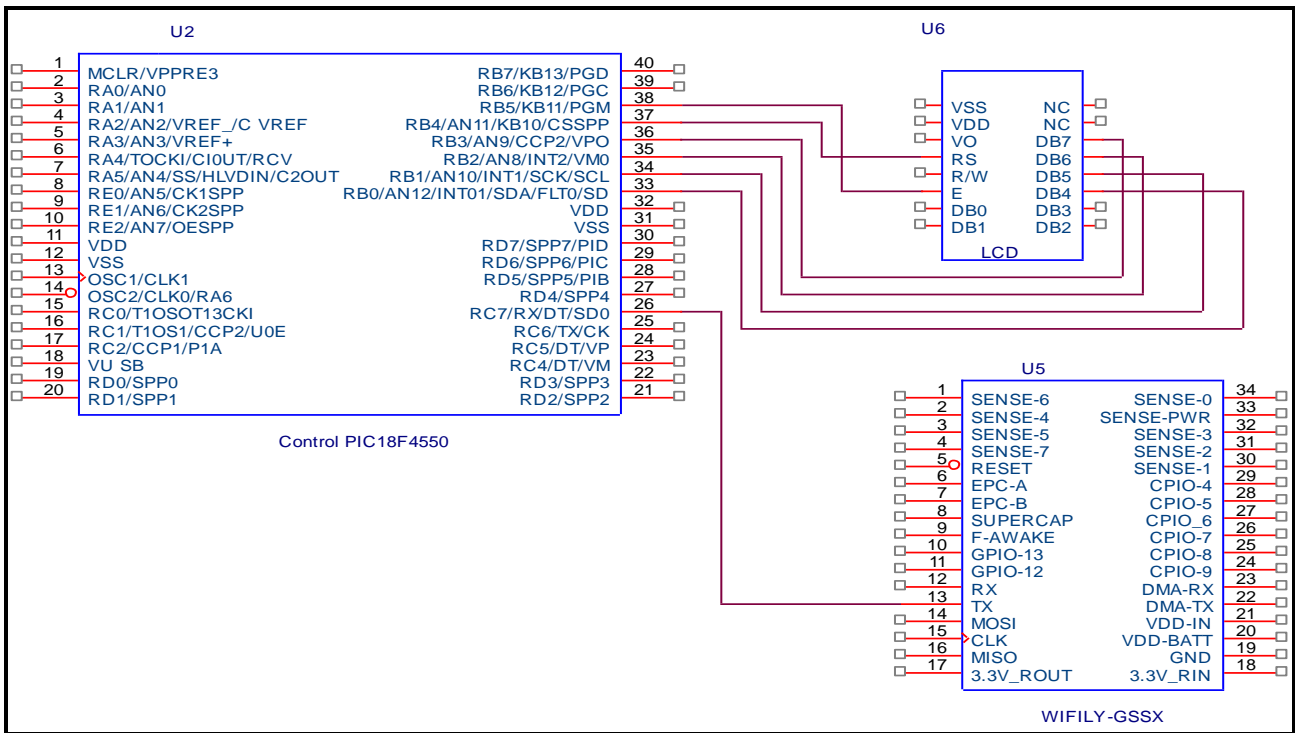 U2
1 MCLR/VPPRE3
2 RA0/AN0
3 RA1/AN1
4 RA2/AN2/VREF_/C VREF
5 RA3/AN3/VREF+
6 RA4/TOCKI/CI0UT/RCV
7 RA5/AN4/SS/HLVDIN/C2OUT
8 RE0/AN5/CK1SPP
9 RE1/AN6/CK2SPP
10 RE2/AN7/OESPP
11 VDD
12 VSS
13 OSC1/CLK1
14 OSC2/CLK0/RA6
15 RC0/T1OSOT13CKI
16 RC1/T1OS1/CCP2/U0E
17 RC2/CCP1/P1A
18 VU SB
19 RD0/SPP0
20 RD1/SPP1
RB7/KB13/PGD 40
RB6/KB12/PGC 39
RB5/KB11/PGM 38
RB4/AN11/KB10/CSSPP 37
RB3/AN9/CCP2/VPO 36
RB2/AN8/INT2/VM0 35
RB1/AN10/INT1/SCK/SCL 34
RB0/AN12/INT01/SDA/FLT0/SD 33
VDD 32
VSS 31
RD7/SPP7/PID 30
RD6/SPP6/PIC 29
RD5/SPP5/PIB 28
RD4/SPP4 27
RC7/RX/DT/SD0 26
RC6/TX/CK 25
RC5/DT/VP 24
RC4/DT/VM 23
RD3/SPP3 22
RD2/SPP2 21
Control PIC18F4550
U6
VSS
VDD
VO
RS
R/W
E
DB0
DB1
NC
NC
DB7
DB6
DB5
DB4
DB3
DB2
LCD
U5
1 SENSE-6
2 SENSE-4
3 SENSE-5
4 SENSE-7
5 RESET
6 EPC-A
7 EPC-B
8 SUPERCAP
9 F-AWAKE
10 GPIO-13
11 GPIO-12
12 RX
13 TX
14 MOSI
15 CLK
16 MISO
17 3.3V_ROUT
SENSE-0 34
SENSE-PWR 33
SENSE-3 32
SENSE-2 31
SENSE-1 30
CPIO-4 29
CPIO-5 28
CPIO_6 27
CPIO-7 26
CPIO-8 25
CPIO-9 24
DMA-RX 23
DMA-TX 22
VDD-IN 21
VDD-BATT 20
GND 19
3.3V_RIN 18
WIFILY-GSSX